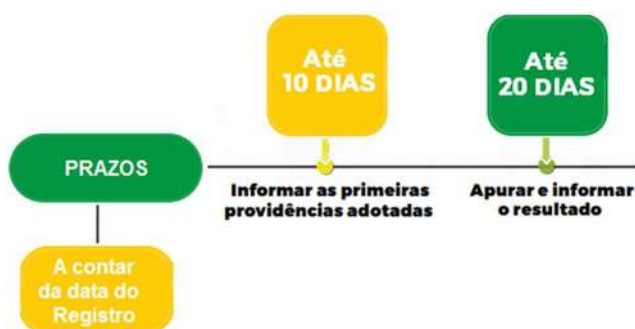 Até
10 DIAS
Até
20 DIAS
PRAZOS
Informar as primeiras
providências adotadas
Apurar e informar
o resultado
A contar
da data do
Registro